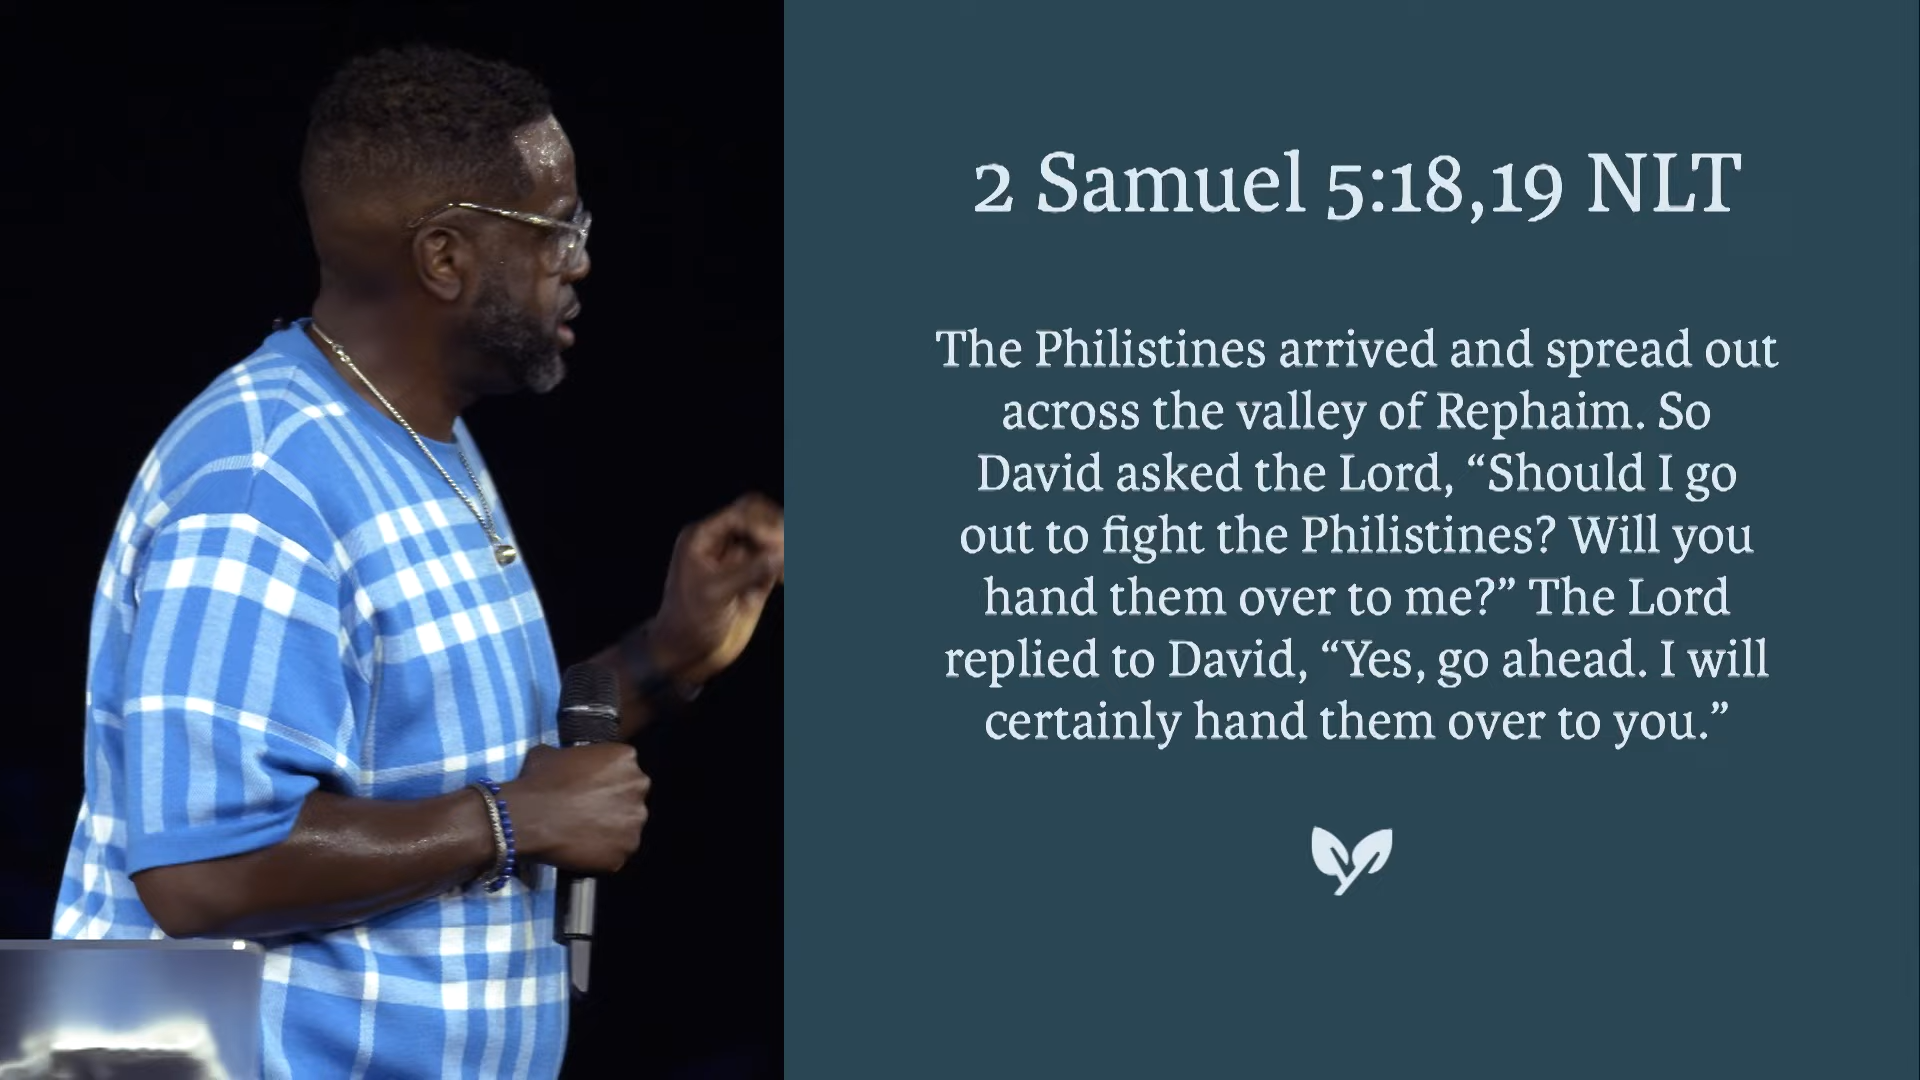 2 Samuel 5:18,19 NLT
The Philistines arrived and spread out
across the valley of Rephaim. So
David asked the Lord, “Should I go
out to fight the Philistines? Will you
hand them over to me?” The Lord
replied to David, “Yes, go ahead. I will
certainly hand them over to you.”